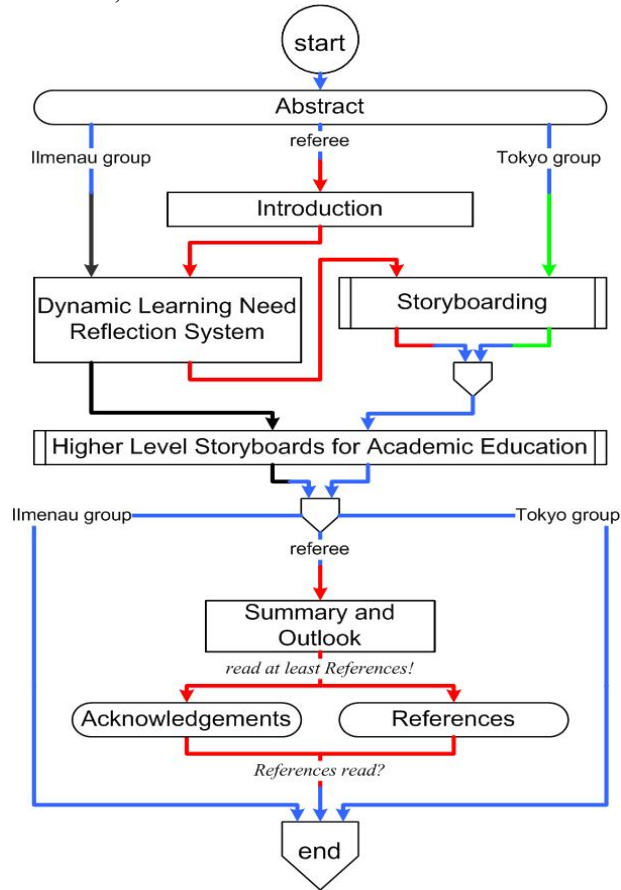 start
Abstract
Ilmenau group
referee
Tokyo group
Introduction
Dynamic Learning Need
Reflection System
Storyboarding
Higher Level Storyboards for Academic Education
Ilmenau group
Tokyo group
referee
Summary and
Outlook
read at least References!
Acknowledgements
References
References read?
end